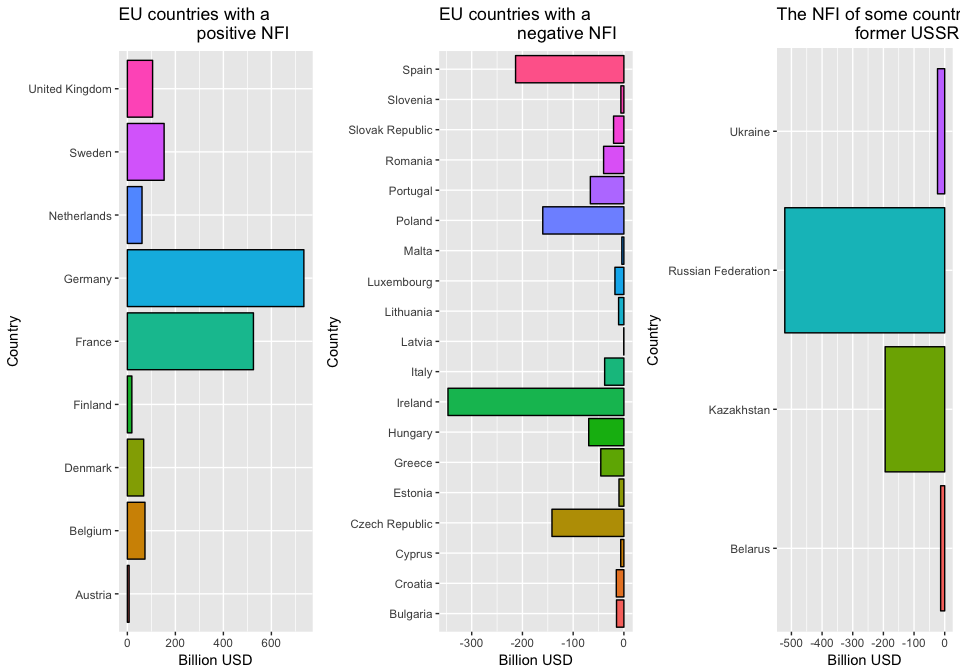 EU countries with a
positive NFI
United Kingdom
Sweden
Netherlands
Germany
France
Finland
Denmark
Belgium
Austria
Country
0 200 400 600
Billion USD
EU countries with a
negative NFI
Spain
Slovenia
Slovak Republic
Romania
Portugal
Poland
Malta
Luxembourg
Lithuania
Latvia
Italy
Ireland
Hungary
Greece
Estonia
Czech Republic
Cyprus
Croatia
Bulgaria
Country
-300 -200 -100 0
Billion USD
The NFI of some countr
former USSR
Ukraine
Russian Federation
Kazakhstan
Belarus
Country
-500 -400 -300 -200 -100 0
Billion USD